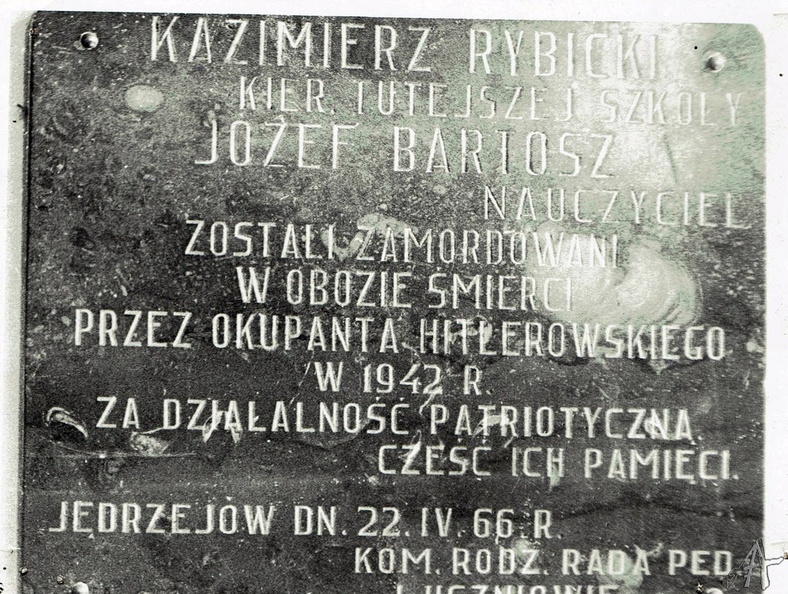 KAZIMIERZ RYBICKI
KIER. TUTEJSZEJ SZKOŁY
JÓZEF BARTOSZ
NAUCZYCIEL
ZOSTALI ZAMORDOWANI
W OBOZIE ŚMIERCI
PRZEZ OKUPANTA HITLEROWSKIEGO
W 1942 R.
ZA DZIAŁALNOŚĆ PATRIOTYCZNĄ.
CZEŚĆ ICH PAMIĘCI.
JĘDRZEJÓW DN. 22. IV. 66 R.
KOM. RODZ. RADA PED.
I UCZNIOWIE